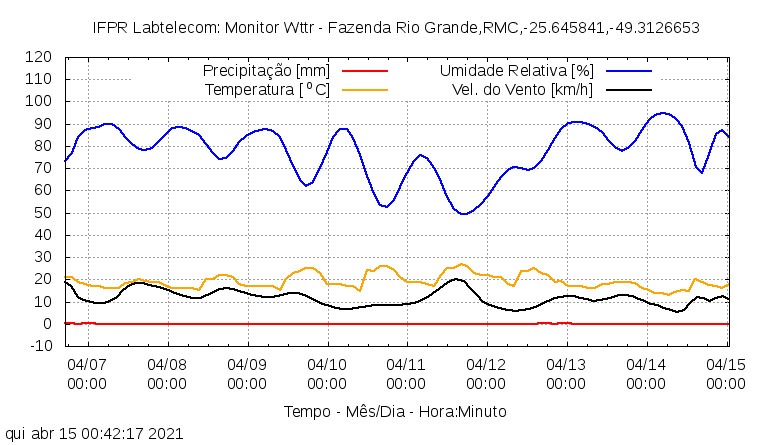 IFPR Labtelecom: Monitor Wttr - Fazenda Rio Grande,RMC,-25.645841,-49.3126653
120
110
100
90
80
70
60
50
40
30
20
10
0
-10
Precipitação [mm]
Temperatura [⁰C]
Umidade Relativa [%]
Vel. do Vento [km/h]
04/07 04/08 04/09 04/10 04/11 04/12 04/13 04/14 04/15
00:00 00:00 00:00 00:00 00:00 00:00 00:00 00:00 00:00
Tempo - Mês/Dia - Hora:Minuto
qui abr 15 00:42:17 2021